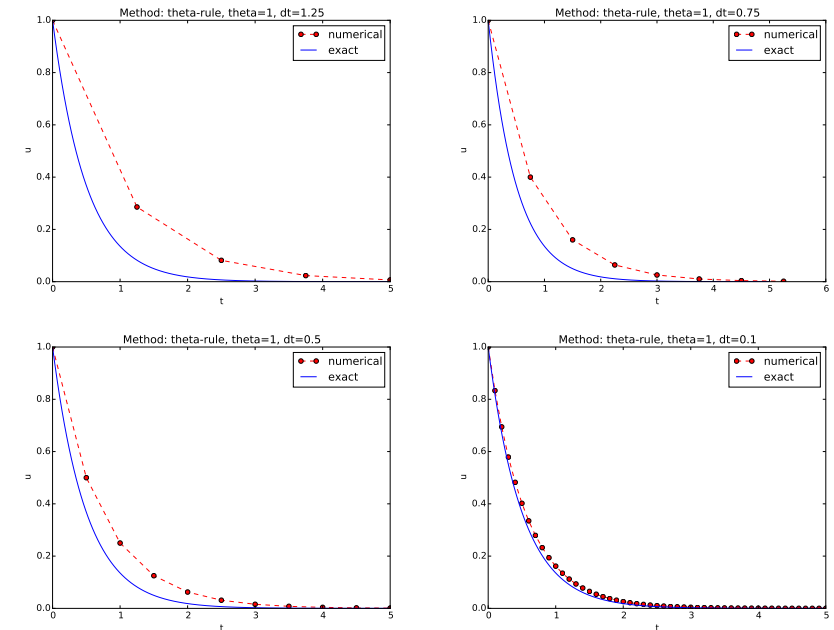 Method: theta-rule, theta=1, dt=1.25
numerical
exact
1.0
0.8
0.6
0.4
0.2
0.0
u
0 1 2 3 4 5
t
Method: theta-rule, theta=1, dt=0.75
numerical
exact
1.0
0.8
0.6
0.4
0.2
0.0
u
0 1 2 3 4 5 6
t
Method: theta-rule, theta=1, dt=0.5
numerical
exact
1.0
0.8
0.6
0.4
0.2
0.0
u
0 1 2 3 4 5
t
Method: theta-rule, theta=1, dt=0.1
numerical
exact
1.0
0.8
0.6
0.4
0.2
0.0
u
0 1 2 3 4 5
t